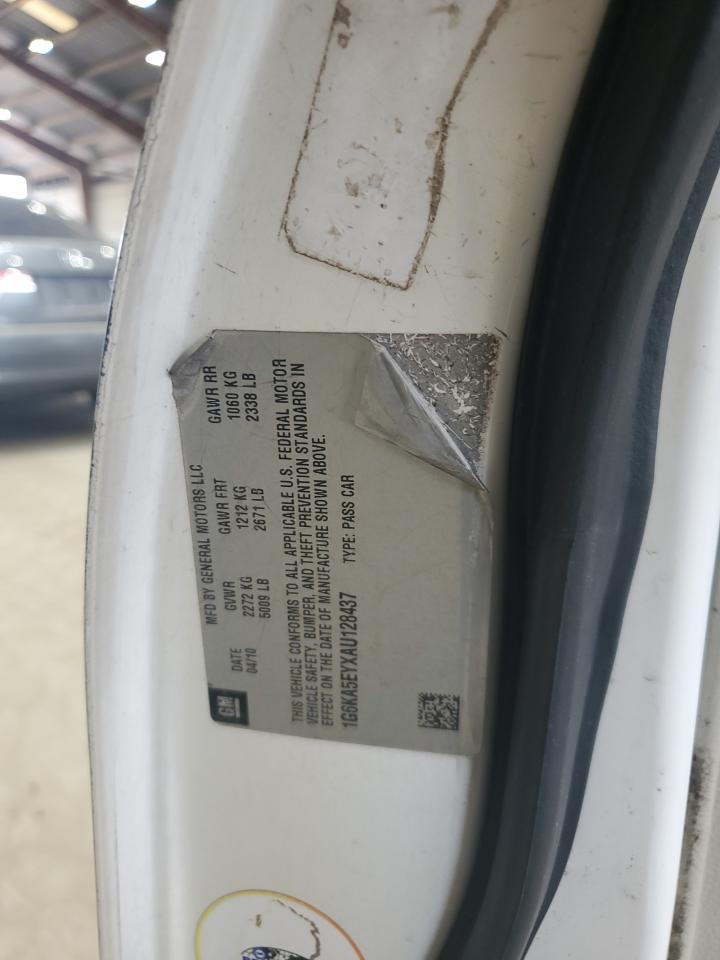 GM
MFD BY GENERAL MOTORS LLC
DATE GVWR GAWR FRT GAWR RR
04/10 2272 KG 1212 KG 1060 KG
5009 LB 2671 LB 2338 LB
THIS VEHICLE CONFORMS TO ALL APPLICABLE U.S. FEDERAL MOTOR
VEHICLE SAFETY, BUMPER, AND THEFT PREVENTION STANDARDS IN
EFFECT ON THE DATE OF MANUFACTURE SHOWN ABOVE.
1G6KA5EYXAU128437 TYPE: PASS CAR